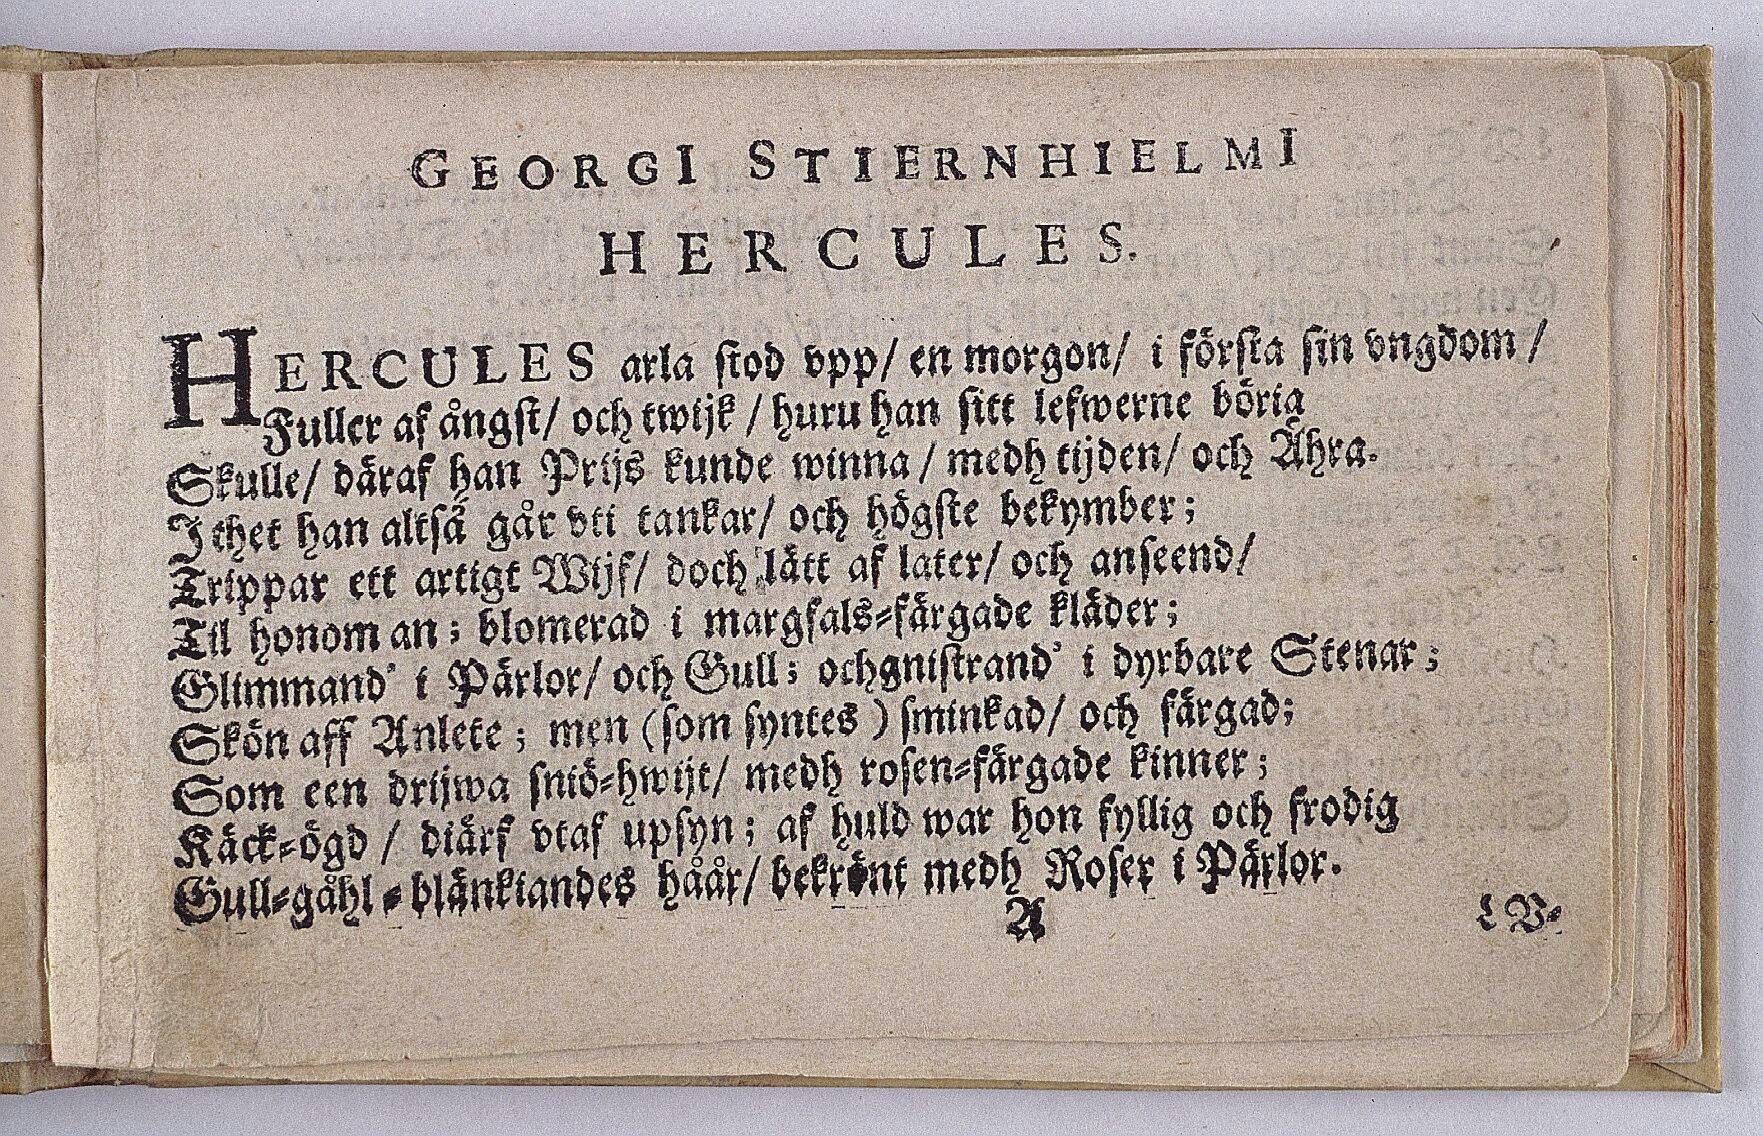 GEORGI STIERNHIELMI
HERCULES.
HERCULES arla stod vpp/ en morgon/ i första sin vngdom/
Fuller af ångst/ och twijk/ huru han sitt lefwerne böria
Skulle/ däraf han Prijs kunde winna/ medh tijden/ och Ähra.
I thet han altså går vti tankar/ och högste bekymber;
Trippar ett artigt Wijf/ doch lätt af later/ och anseend/
Til honom an; blomerad i margfals-färgade kläder;
Glimmand' i Pärlor/ och Gull; ochgnistrand' i dyrbare Stenar;
Skön aff Anlete; men (som syntes) sminkad/ och färgad;
Som een drijwa sniö-hwijt/ medh rosen-färgade kinner;
Käck-ögd/ diärf vtaf upsyn; af huld war hon fyllig och frodig
Gull-gåhl-blänkiandes håår/ bekrönt medh Roser i Pärlor.
A